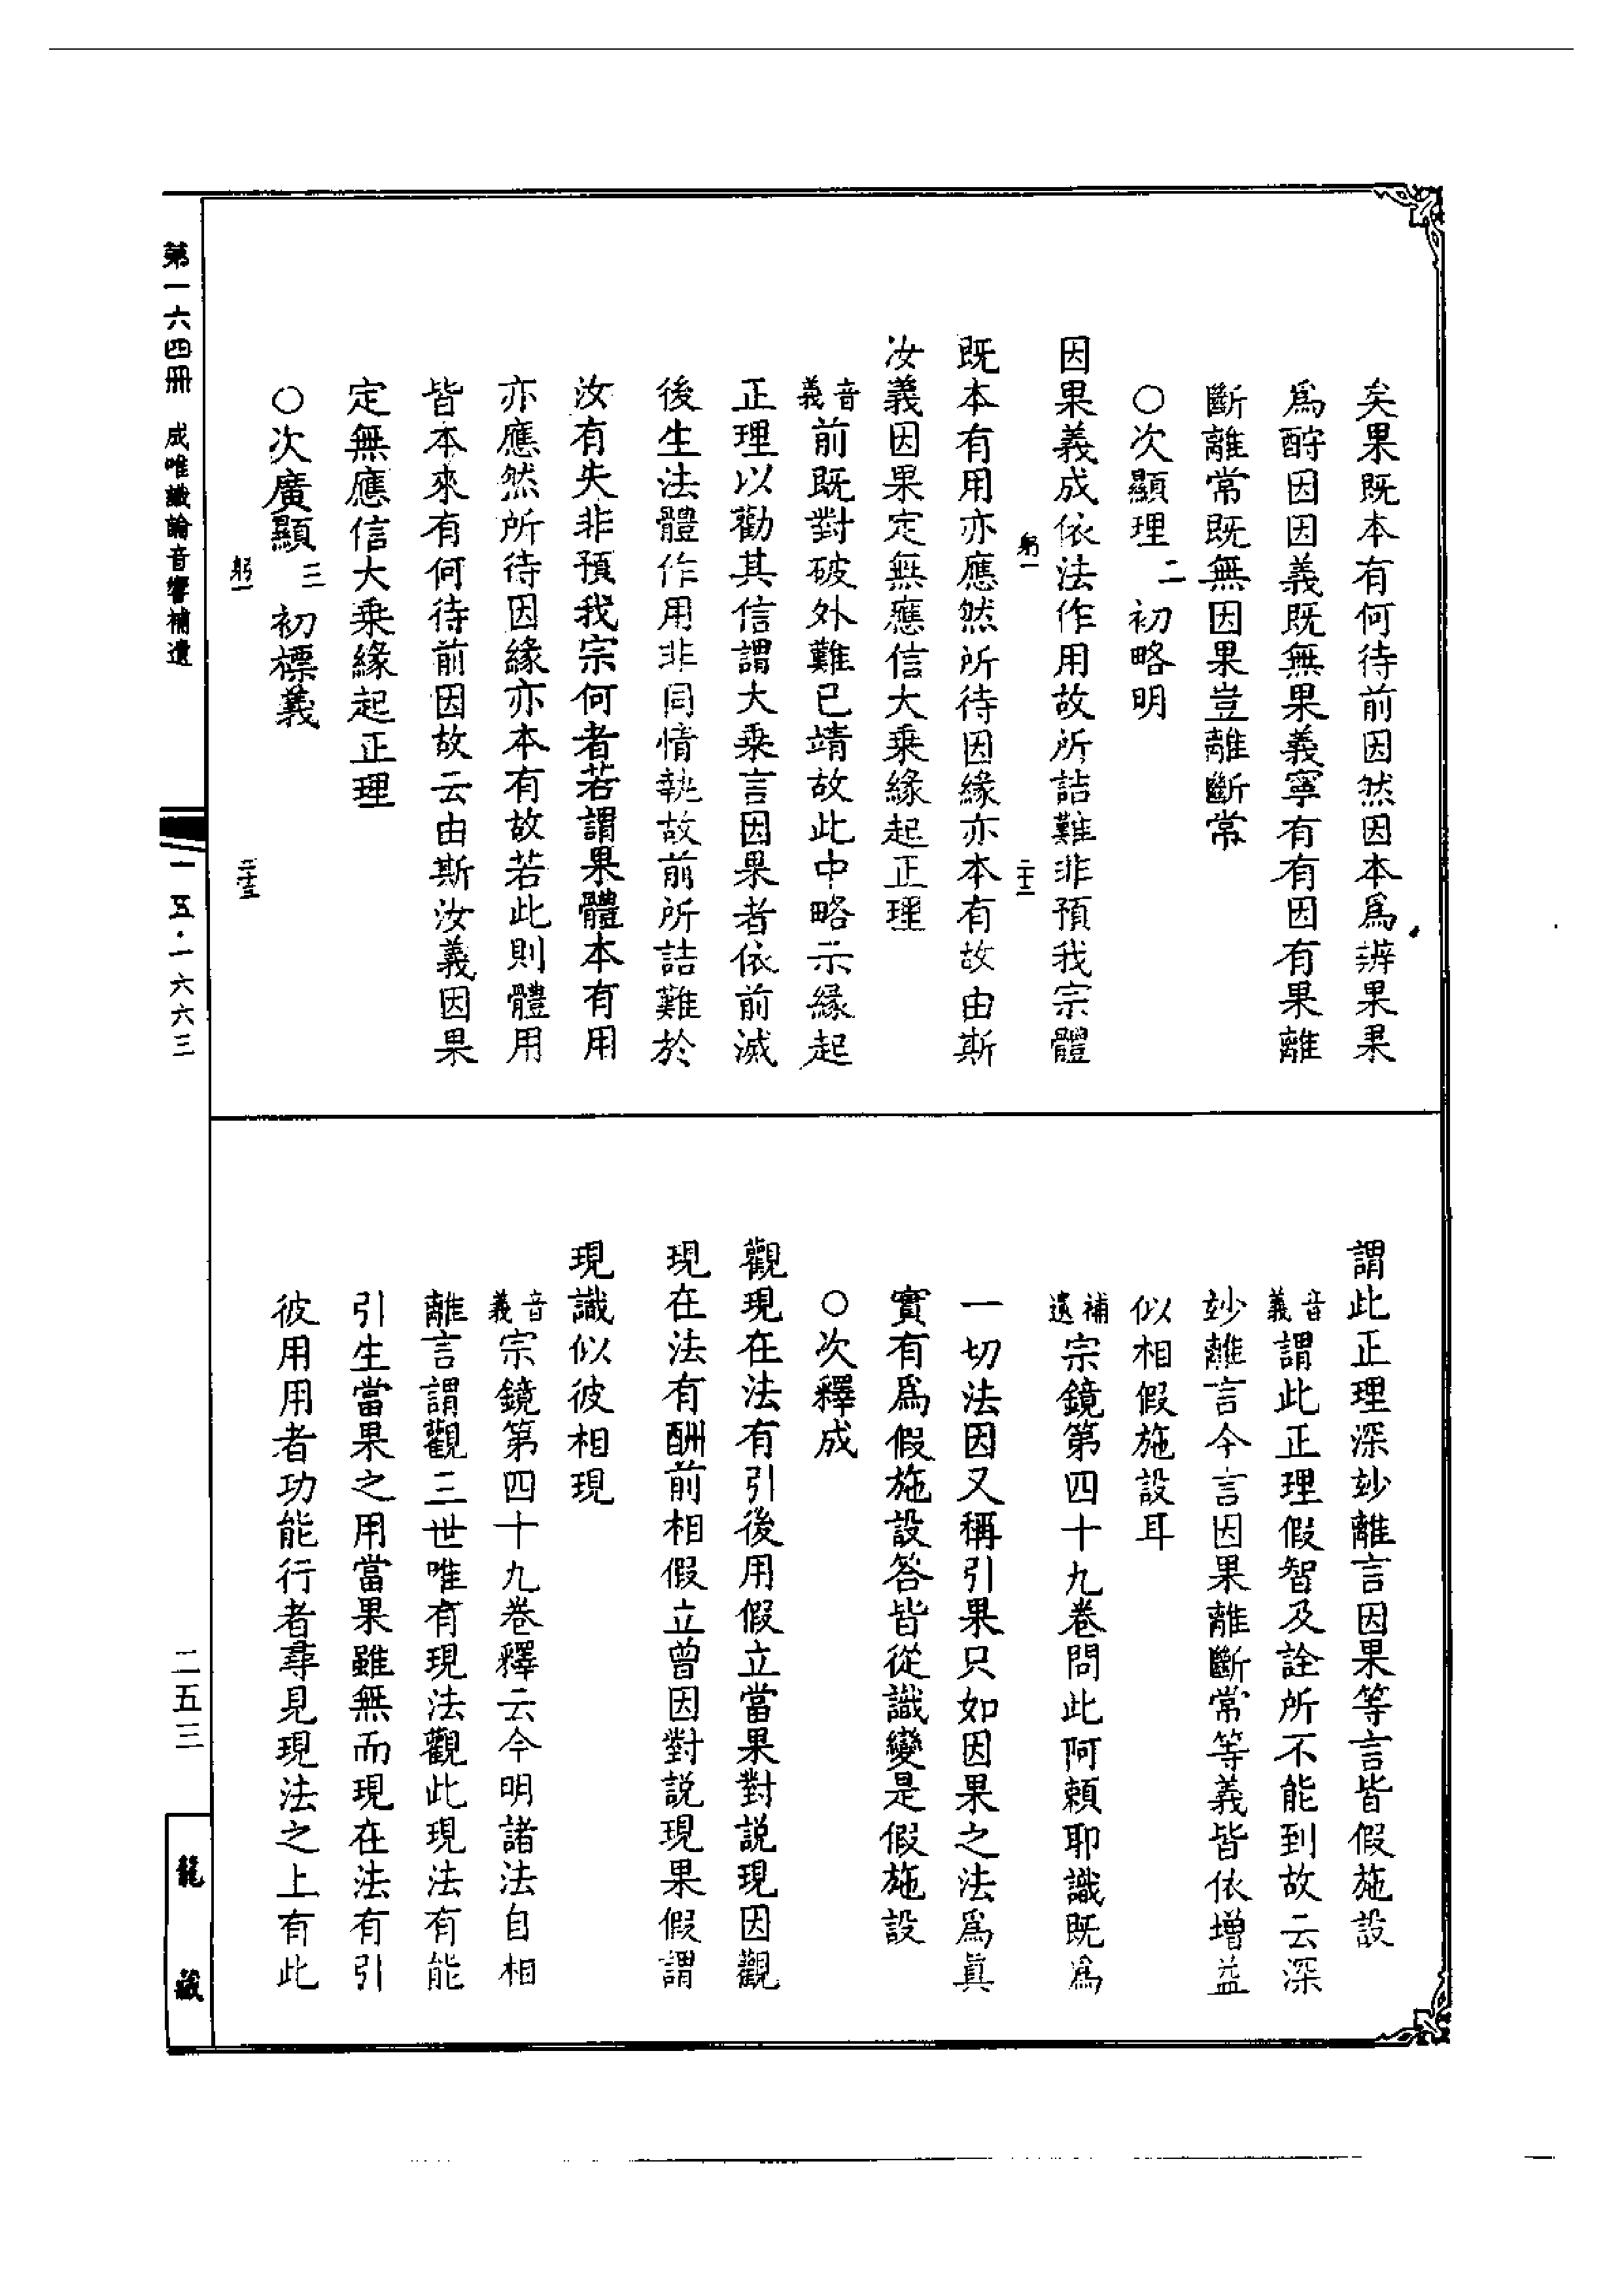 矣果既本有何待前因然因本爲辨果果
爲酧因因義既無果義寧有有因有果離
斷離常既無因果豈離斷常
○次顯理二初略明
因果義成依法作用故所詰難非預我宗體
躬一
二十二
既本有用亦應然所待因緣亦本有故由斯
汝義因果定無應信大乘緣起正理
音義前既對破外難已靖故此中略示緣起
正理以勸其信謂大乗言因果者依前滅
後生法體作用非同情執故前所詰難於
汝有失非預我宗何者若謂果體本有用
亦應然所待因緣亦本有故若此則體用
皆本來有何待前因故云由斯汝義因果
定無應信大乘緣起正理
○次廣顯三初標義
躬一
二十三
謂此正理深玅離言因果等言皆假施設
音義謂此正理假智及詮所不能到故云深
玅離言今言因果離斷常等義皆依增益
似相假施設耳
補遺宗鏡第四十九卷問此阿賴耶識既爲
一切法因又稱引果只如因果之法爲真
實有爲假施設答皆從識變是假施設
○次釋成
觀現在法有引後用假立當果對説現因觀
現在法有酬前相假立曾因對説現果假謂
現識似彼相現
音義宗鏡第四十九卷釋云今明諸法自相
離言謂觀三世唯有現法觀此現法有能
引生當果之用當果雖無而現在法有引
彼用用者功能行者尋見現法之上有此
第一六四冊 成唯識論音響補遺
一五·一六六三
二五三
龍藏